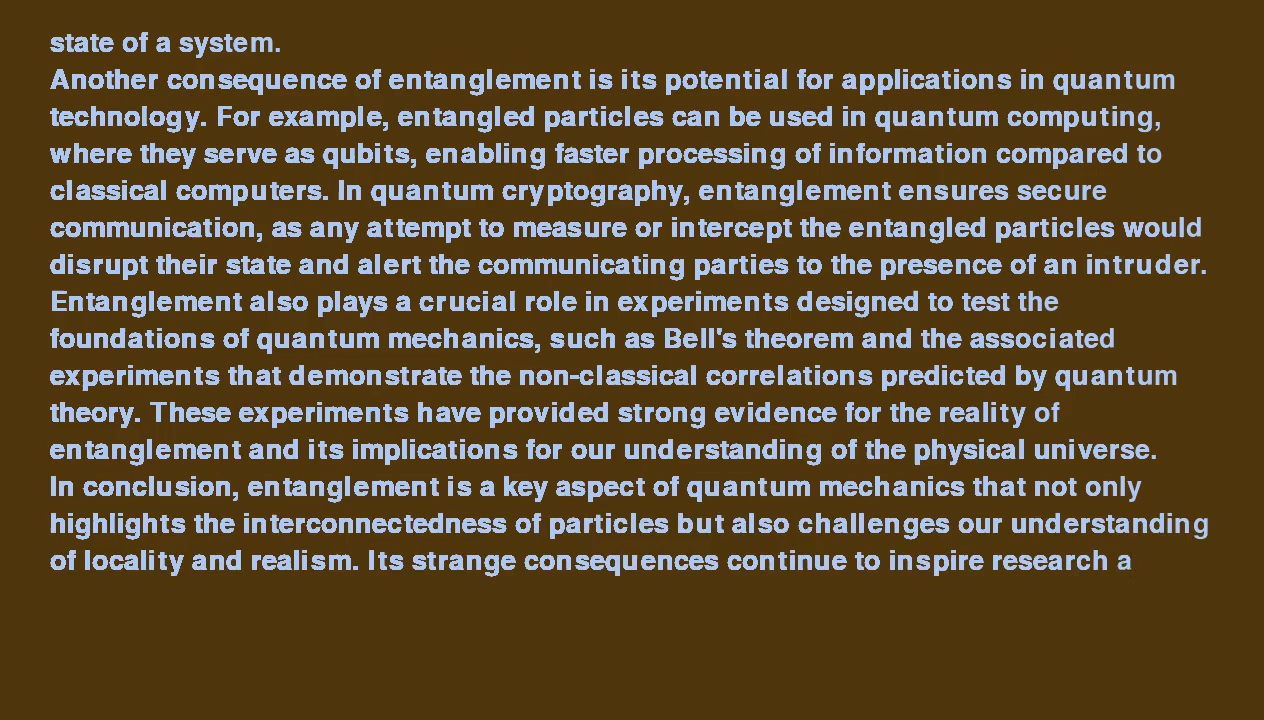 state of a system.
Another consequence of entanglement is its potential for applications in quantum
technology. For example, entangled particles can be used in quantum computing,
where they serve as qubits, enabling faster processing of information compared to
classical computers. In quantum cryptography, entanglement ensures secure
communication, as any attempt to measure or intercept the entangled particles would
disrupt their state and alert the communicating parties to the presence of an intruder.
Entanglement also plays a crucial role in experiments designed to test the
foundations of quantum mechanics, such as Bell's theorem and the associated
experiments that demonstrate the non-classical correlations predicted by quantum
theory. These experiments have provided strong evidence for the reality of
entanglement and its implications for our understanding of the physical universe.
In conclusion, entanglement is a key aspect of quantum mechanics that not only
highlights the interconnectedness of particles but also challenges our understanding
of locality and realism. Its strange consequences continue to inspire research a